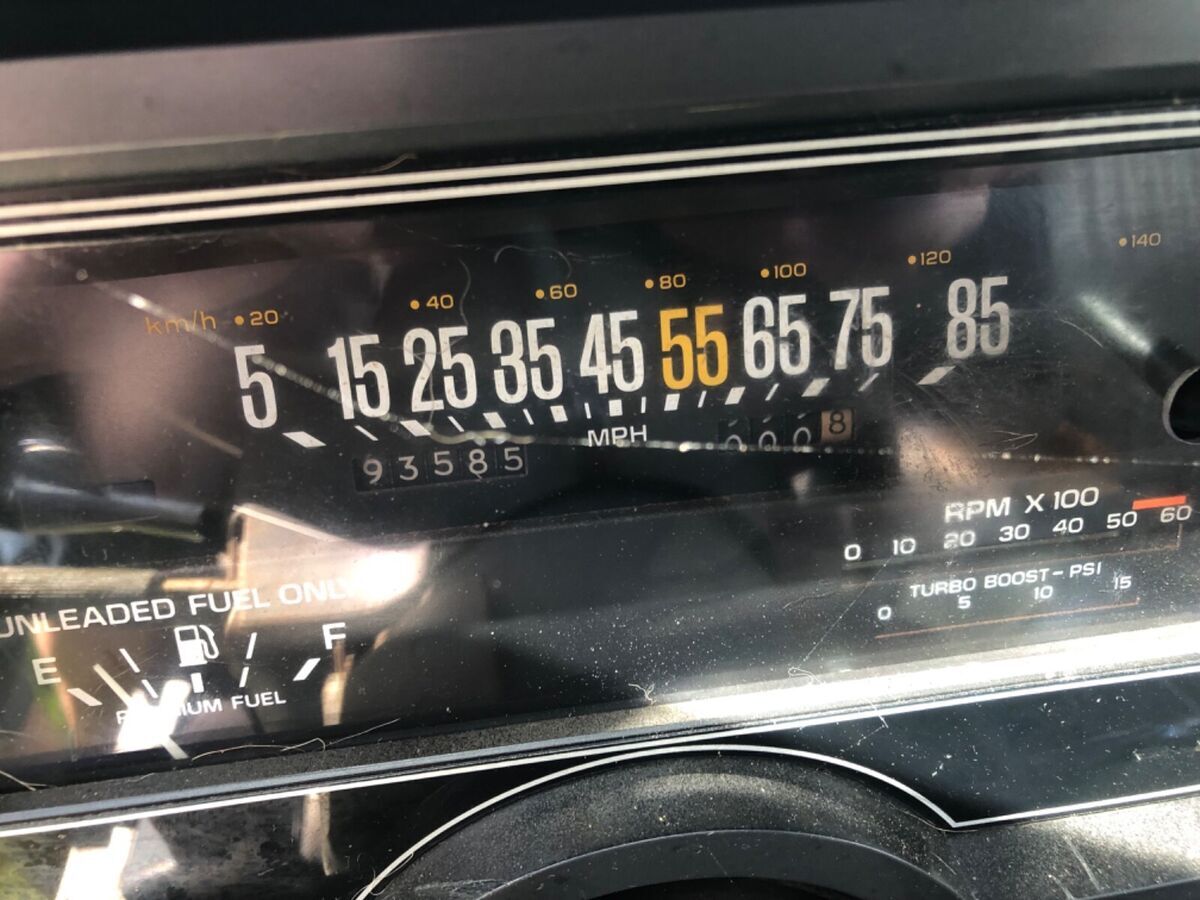 km/h •20 •40 •60 •80 •100 •120 •140
5 15 25 35 45 55 65 75 85
MPH
93585 0008
RPM X 100
0 10 20 30 40 50 60
TURBO BOOST-PSI
0 5 10 15
UNLEADED FUEL ONLY
E F
PREMIUM FUEL